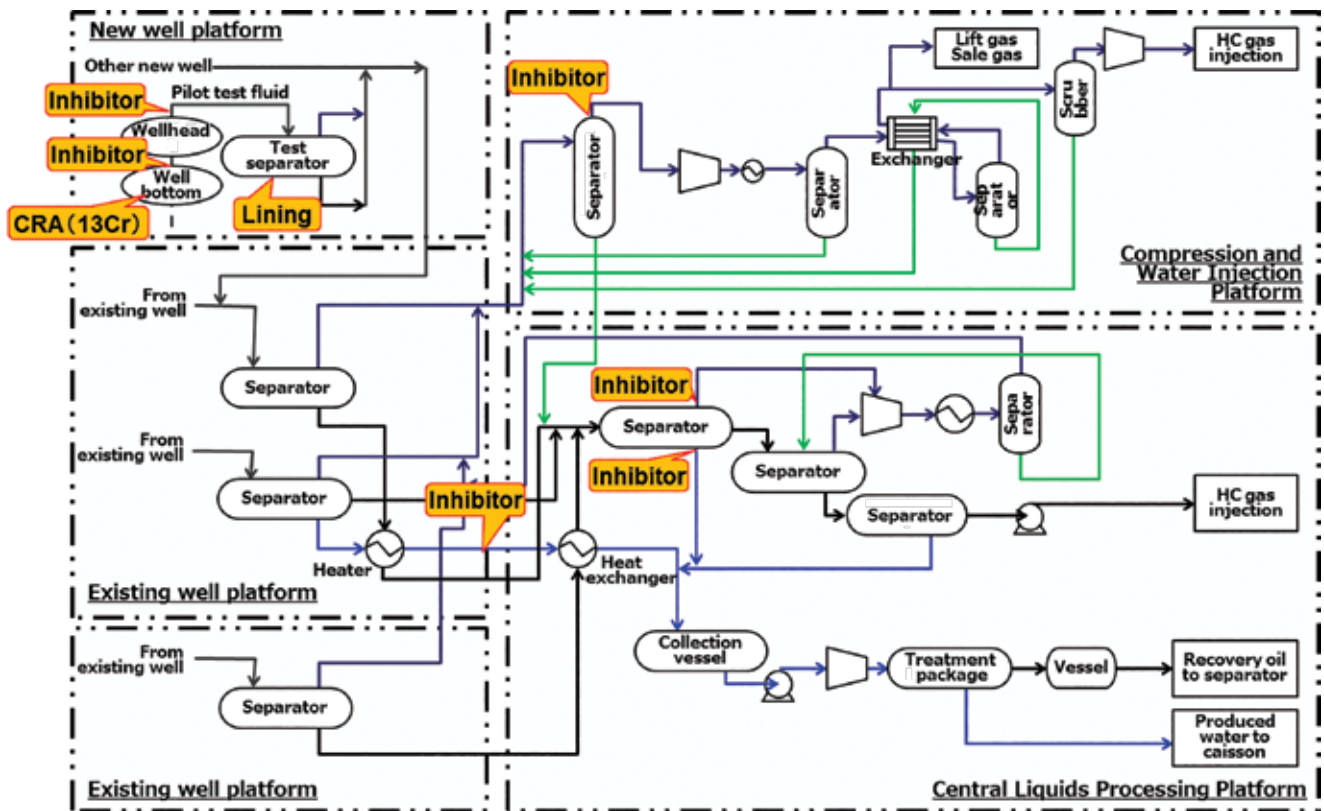 New well platform
Other new well
Pilot test fluid
Inhibitor
Wellhead
Inhibitor
Well
bottom
CRA(13Cr)
Test
separator
Lining
Inhibitor
Separator
Separ
ator
Exchanger
Sep
arat
or
Scru
bber
Lift gas
Sale gas
HC gas
injection
Compression and
Water Injection
Platform
From
existing well
Separator
From
existing well
Separator
Heater
Inhibitor
Existing well platform
From
existing well
Separator
Existing well platform
Inhibitor
Separator
Inhibitor
Separator
Sepa
rator
Separator
HC gas
injection
Heat
exchanger
Collection
vessel
Treatment
package
Vessel
Recovery oil
to separator
Produced
water to
caisson
Central Liquids Processing Platform